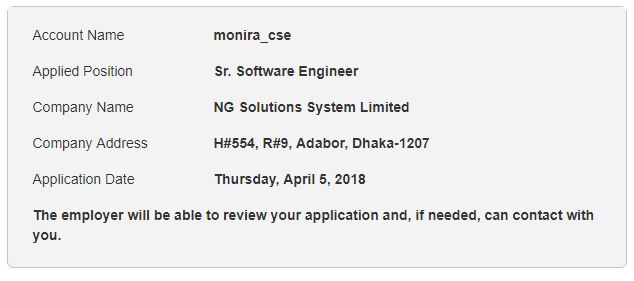 Account Name monira_cse
Applied Position Sr. Software Engineer
Company Name NG Solutions System Limited
Company Address H#554, R#9, Adabor, Dhaka-1207
Application Date Thursday, April 5, 2018
The employer will be able to review your application and, if needed, can contact with
you.